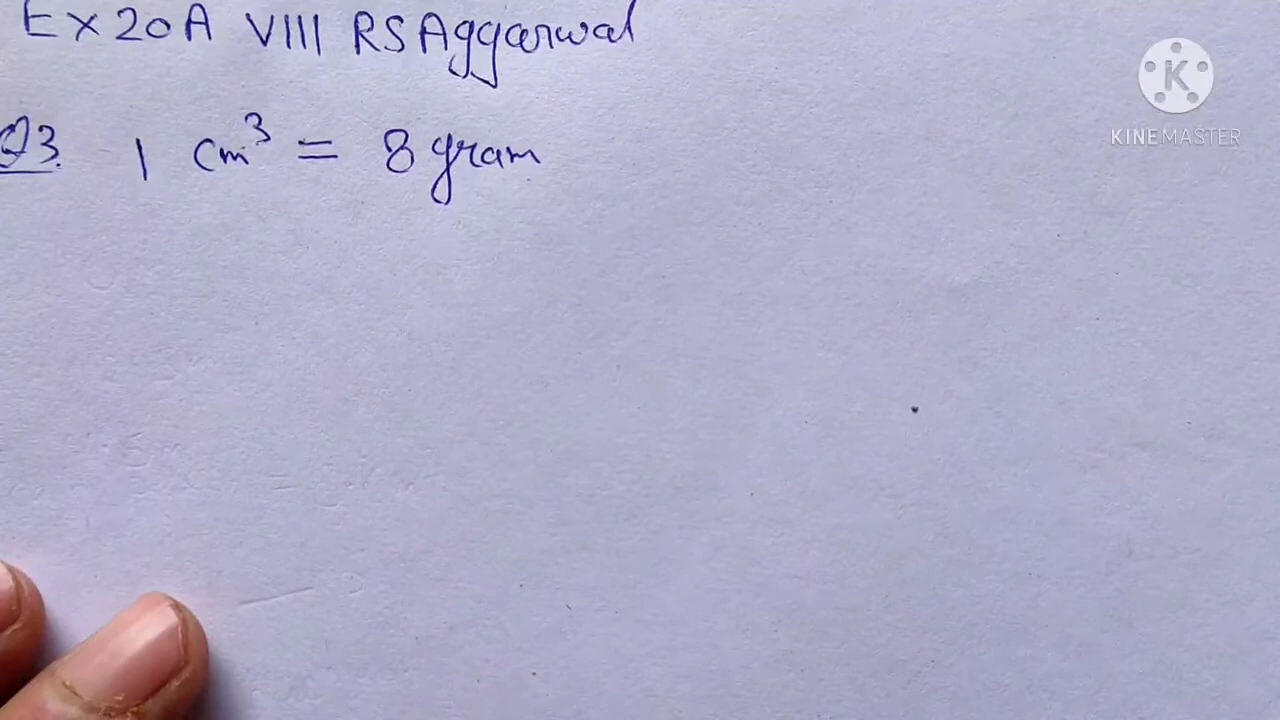 Ex 20A VIII RS Aggarwal
K
KINEMASTER
Q3. 1 cm³ = 8 gram